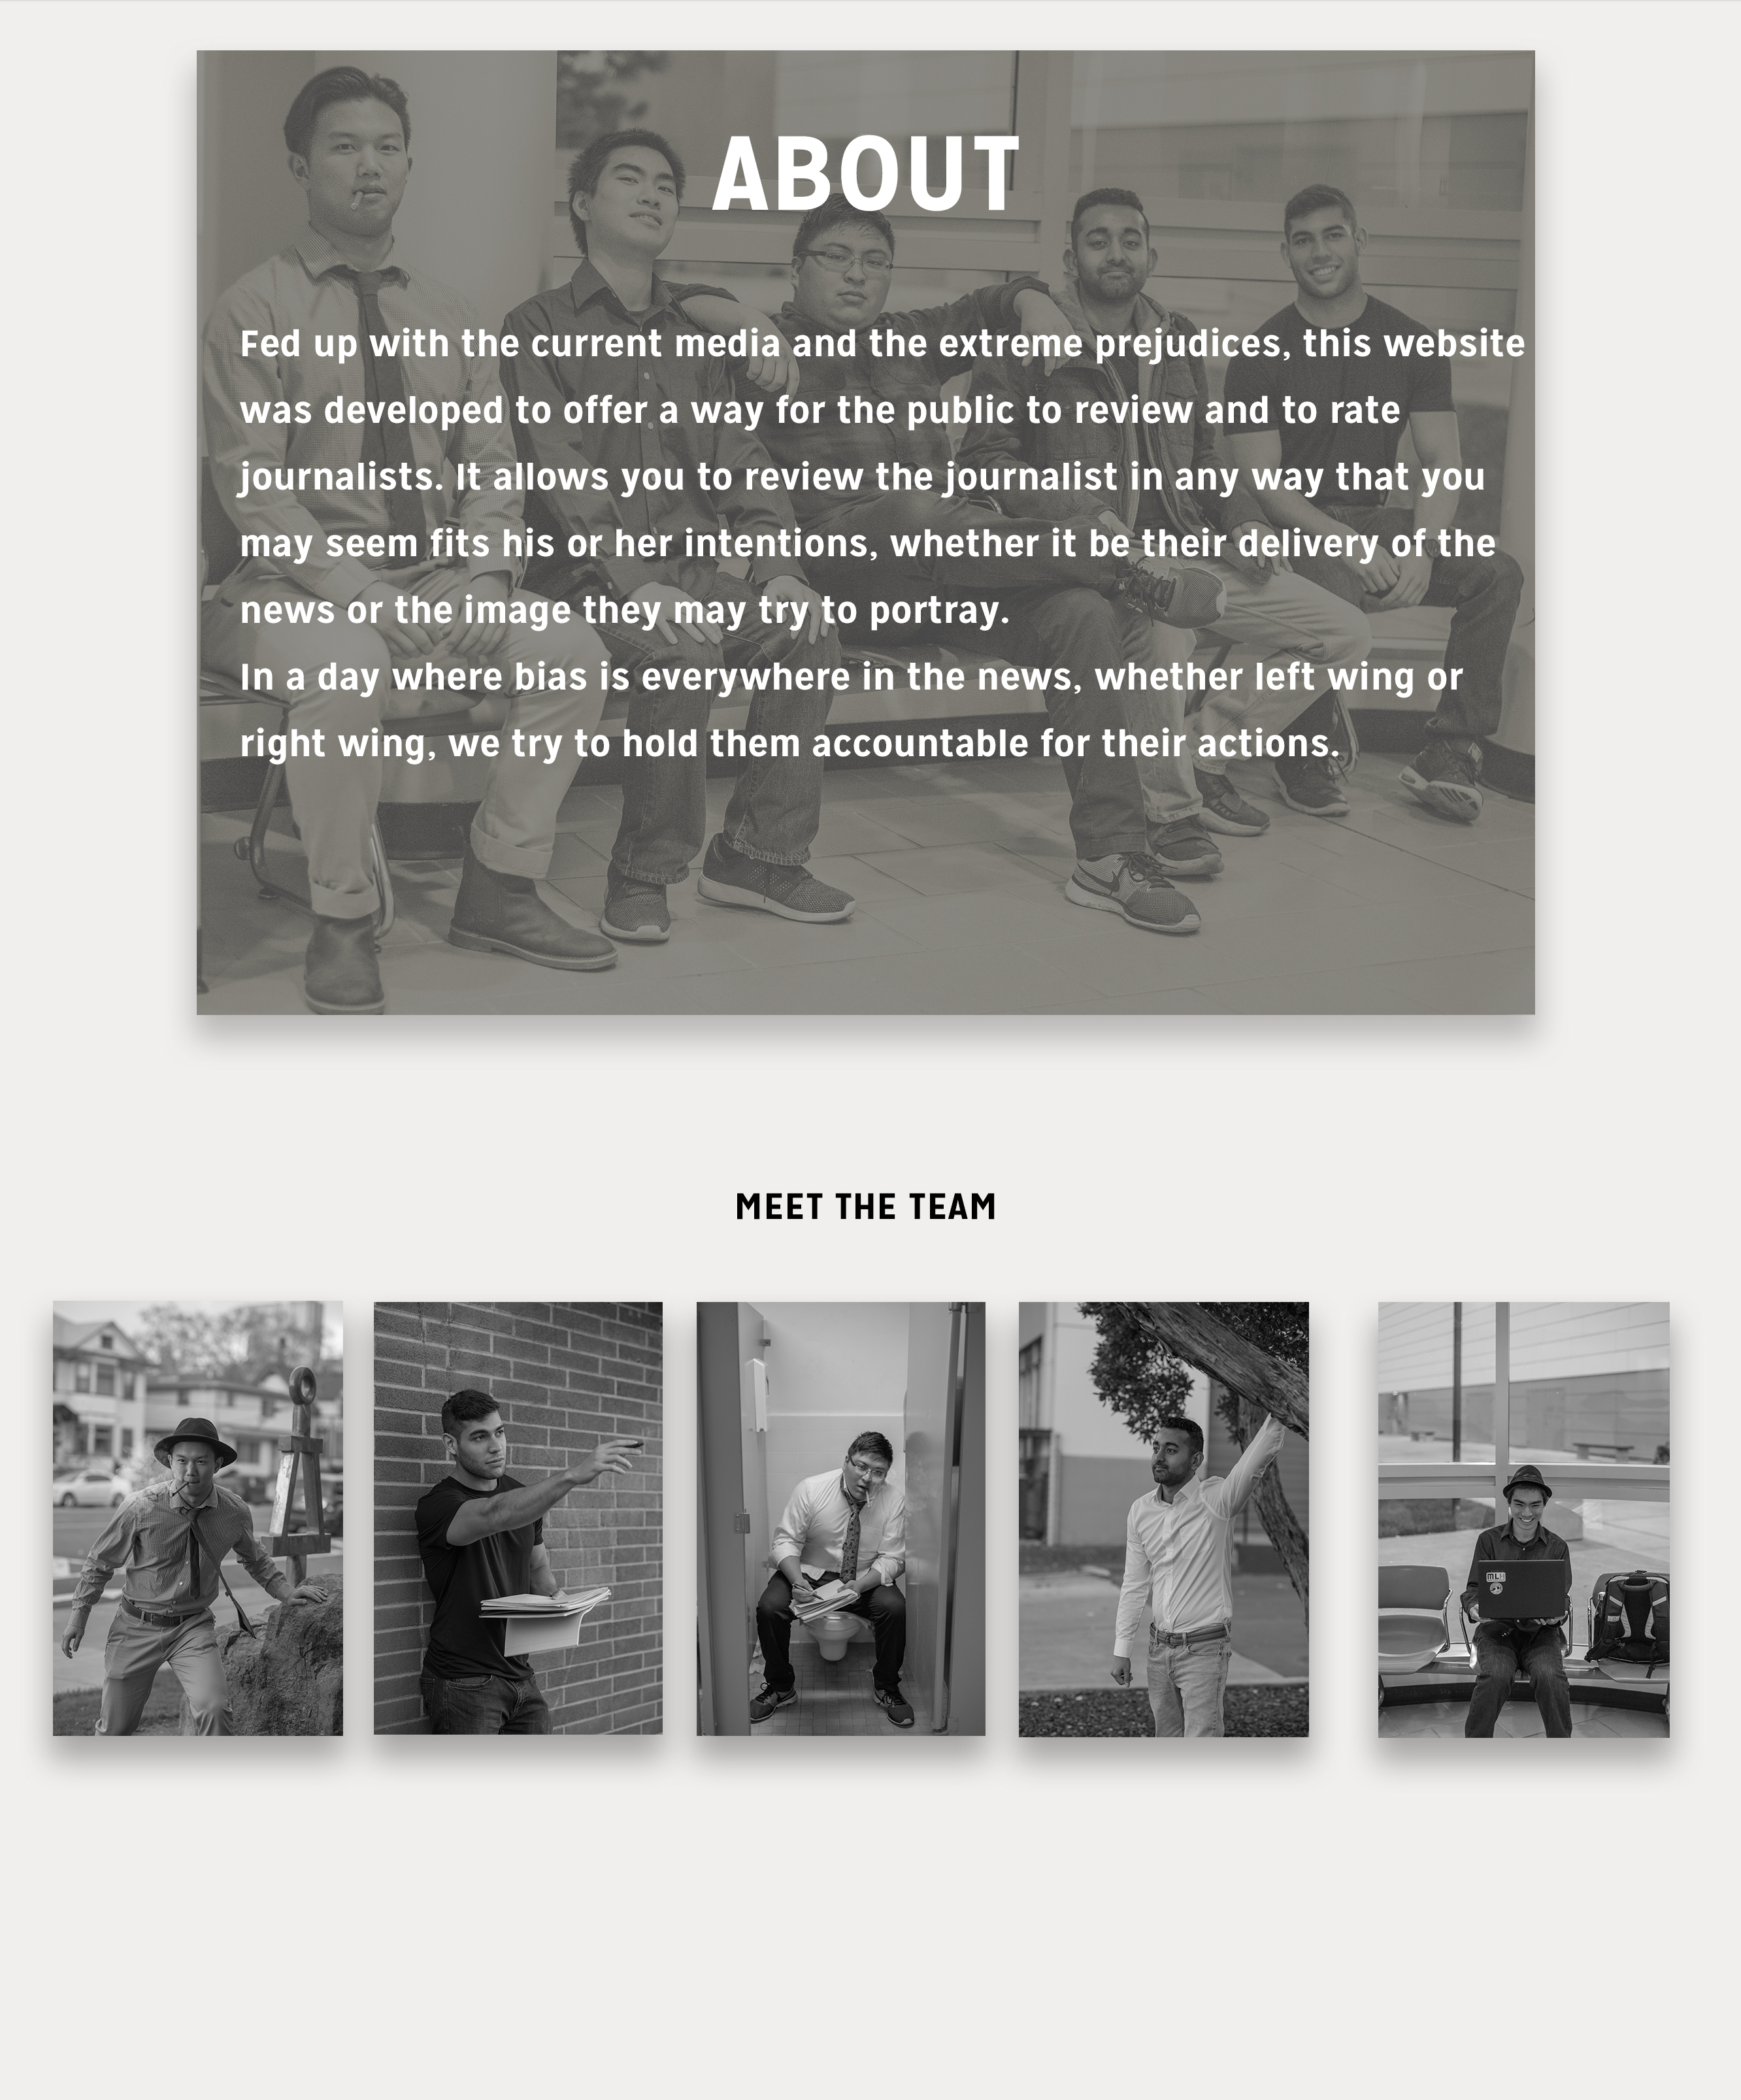 ABOUT
Fed up with the current media and the extreme prejudices, this website
was developed to offer a way for the public to review and to rate
journalists. It allows you to review the journalist in any way that you
may seem fits his or her intentions, whether it be their delivery of the
news or the image they may try to portray.
In a day where bias is everywhere in the news, whether left wing or
right wing, we try to hold them accountable for their actions.
MEET THE TEAM
MLH